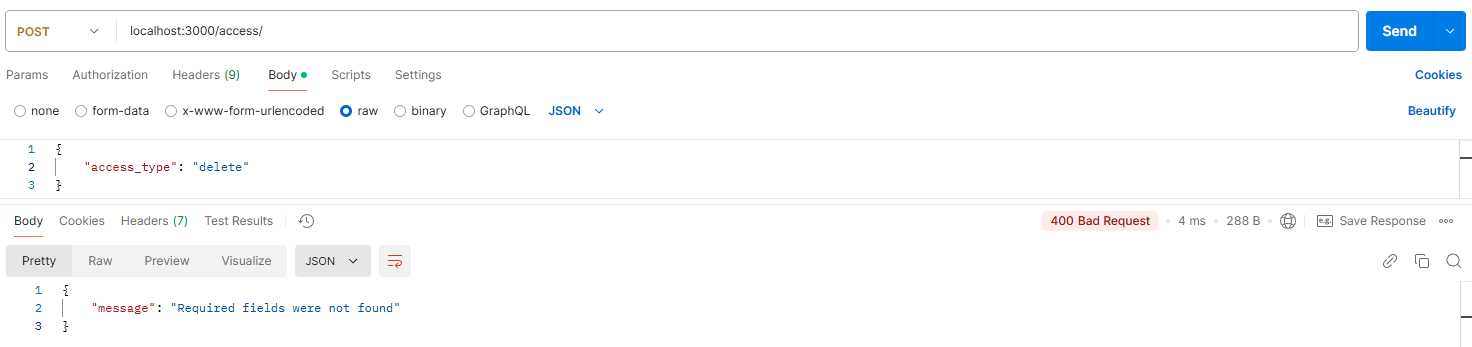 POST localhost:3000/access/ Send
Params Authorization Headers (9) Body Scripts Settings Cookies
none form-data x-www-form-urlencoded raw binary GraphQL JSON Beautify
1 {
2 "access_type": "delete"
3 }
Body Cookies Headers (7) Test Results 400 Bad Request 4 ms 288 B e.g. Save Response
Pretty Raw Preview Visualize JSON
1 {
2 "message": "Required fields were not found"
3 }